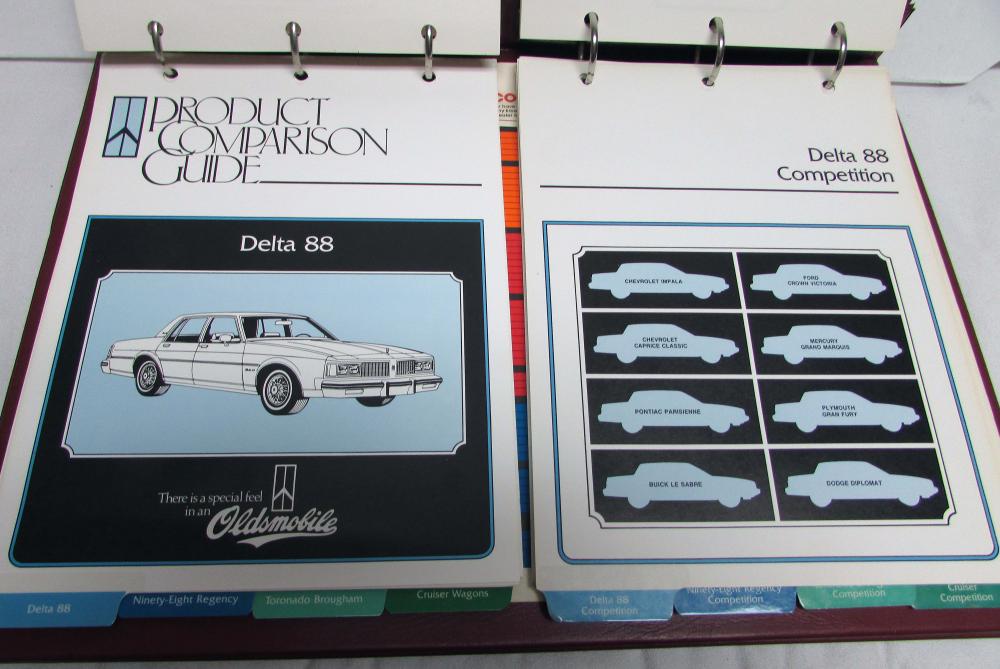 PRODUCT
COMPARISON
GUIDE
Delta 88
There is a special feel
in an
Oldsmobile
Delta 88
Ninety-Eight Regency
Toronado Brougham
Cruiser Wagons
Delta 88
Competition
CHEVROLET IMPALA
FORD
CROWN VICTORIA
CHEVROLET
CAPRICE CLASSIC
MERCURY
GRAND MARQUIS
PONTIAC PARISIENNE
PLYMOUTH
GRAN FURY
BUICK LE SABRE
DODGE DIPLOMAT
Delta 88
Competition
Ninety-Eight Regency
Competition
Competition
Cruiser
Competition